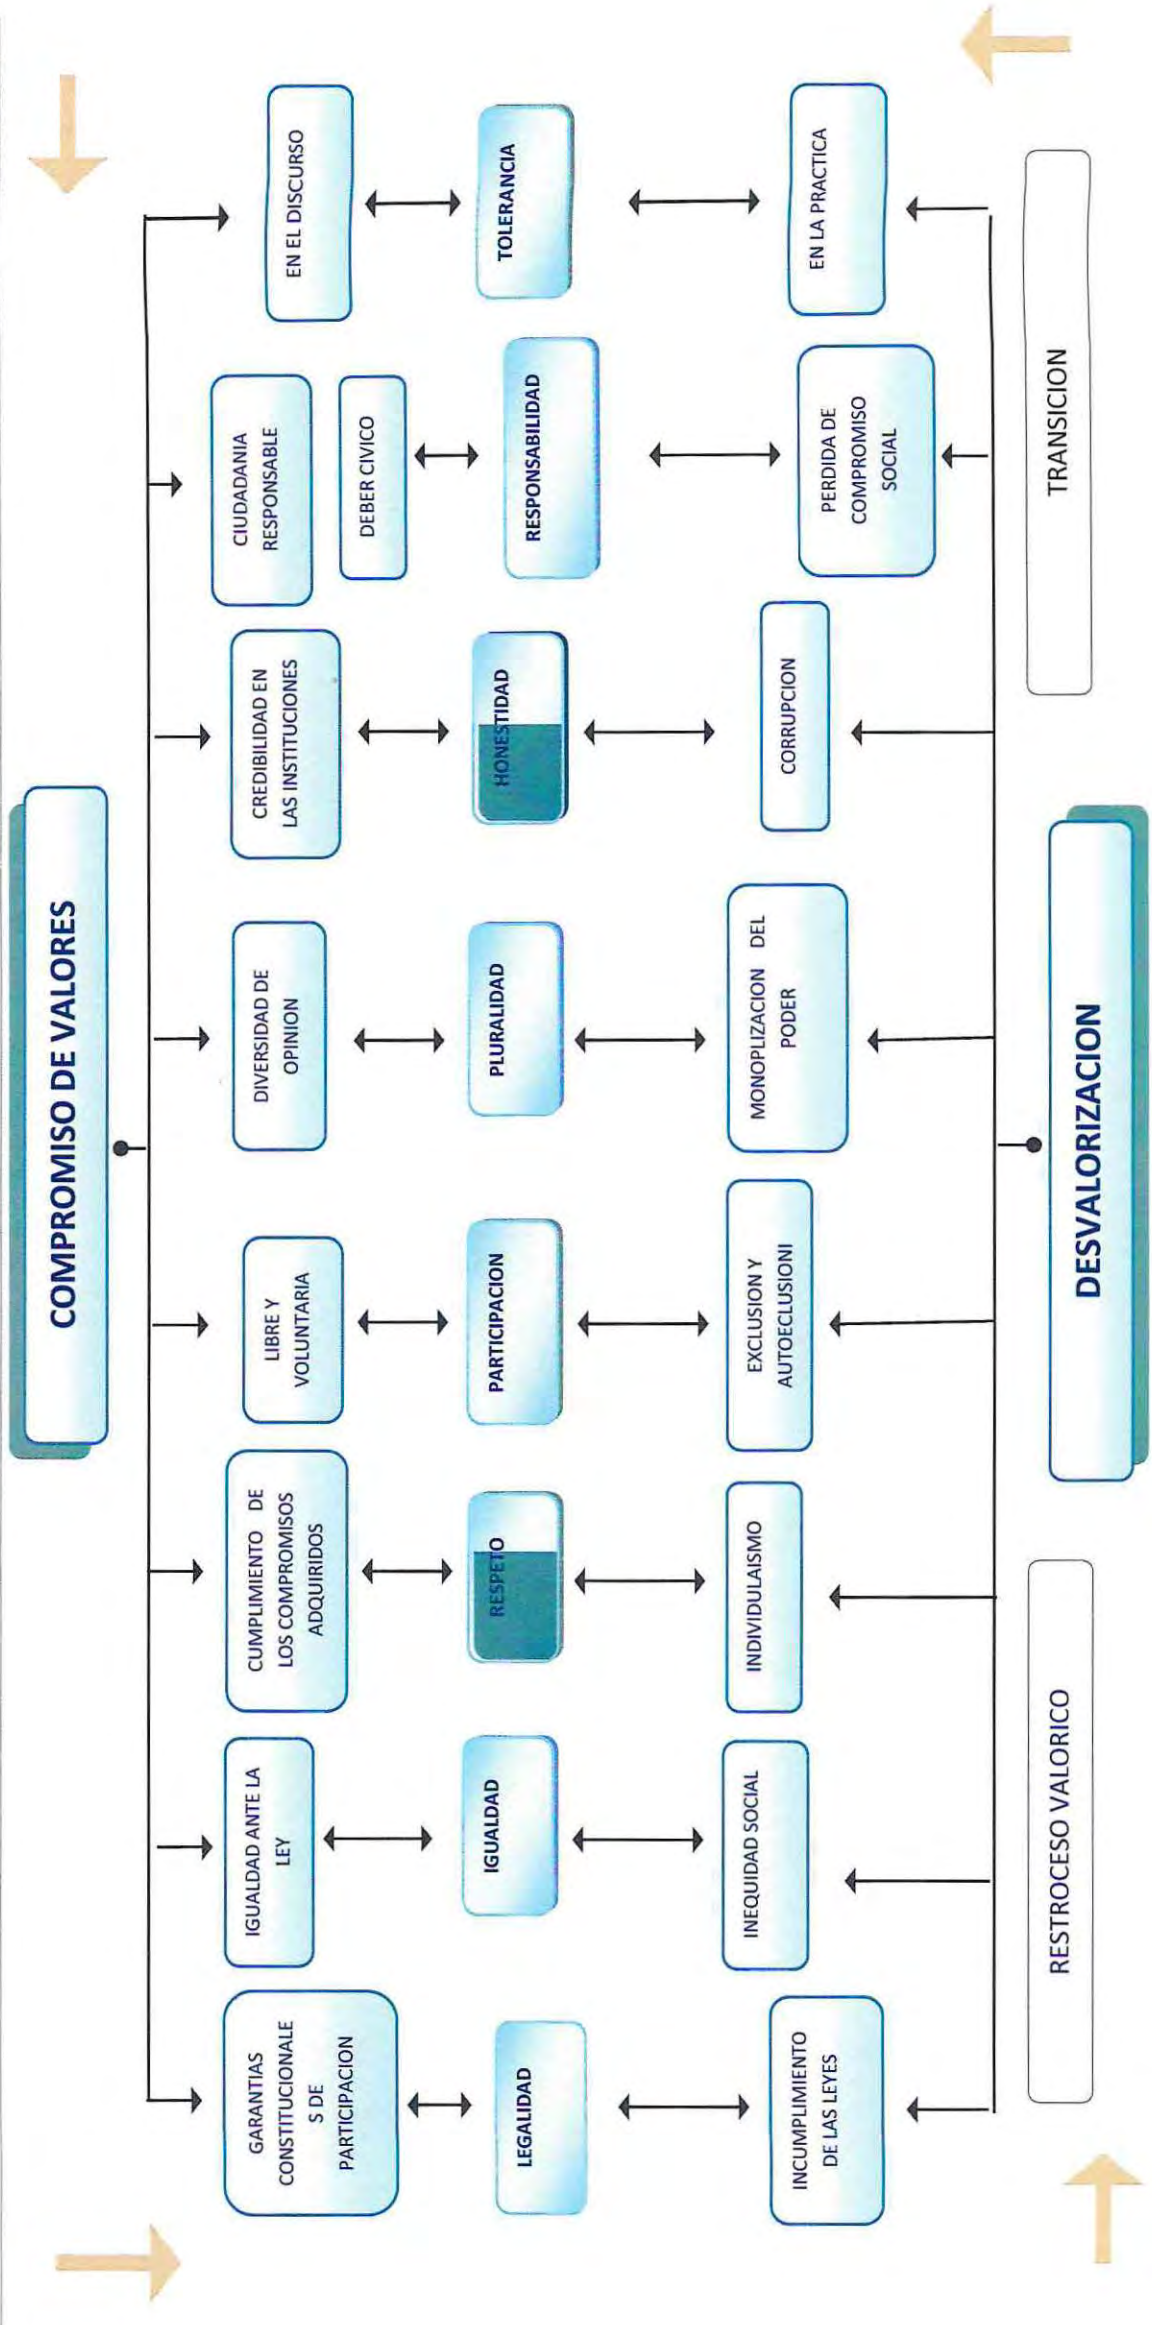 COMPROMISO DE VALORES
GARANTIAS
CONSTITUCIONALE
S DE
PARTICIPACION
IGUALDAD ANTE LA
LEY
CUMPLIMIENTO DE
LOS COMPROMISOS
ADQUIRIDOS
LIBRE Y
VOLUNTARIA
DIVERSIDAD DE
OPINION
CREDIBILIDAD EN
LAS INSTITUCIONES
CIUDADANIA
RESPONSABLE
DEBER CIVICO
EN EL DISCURSO
LEGALIDAD
IGUALDAD
RESPETO
PARTICIPACION
PLURALIDAD
HONESTIDAD
RESPONSABILIDAD
TOLERANCIA
INCUMPLIMIENTO
DE LAS LEYES
INEQUIDAD SOCIAL
INDIVIDULAISMO
EXCLUSION Y
AUTOECLUSIONI
MONOPLIZACION DEL
PODER
CORRUPCION
PERDIDA DE
COMPROMISO
SOCIAL
EN LA PRACTICA
RESTROCESO VALORICO
DESVALORIZACION
TRANSICION